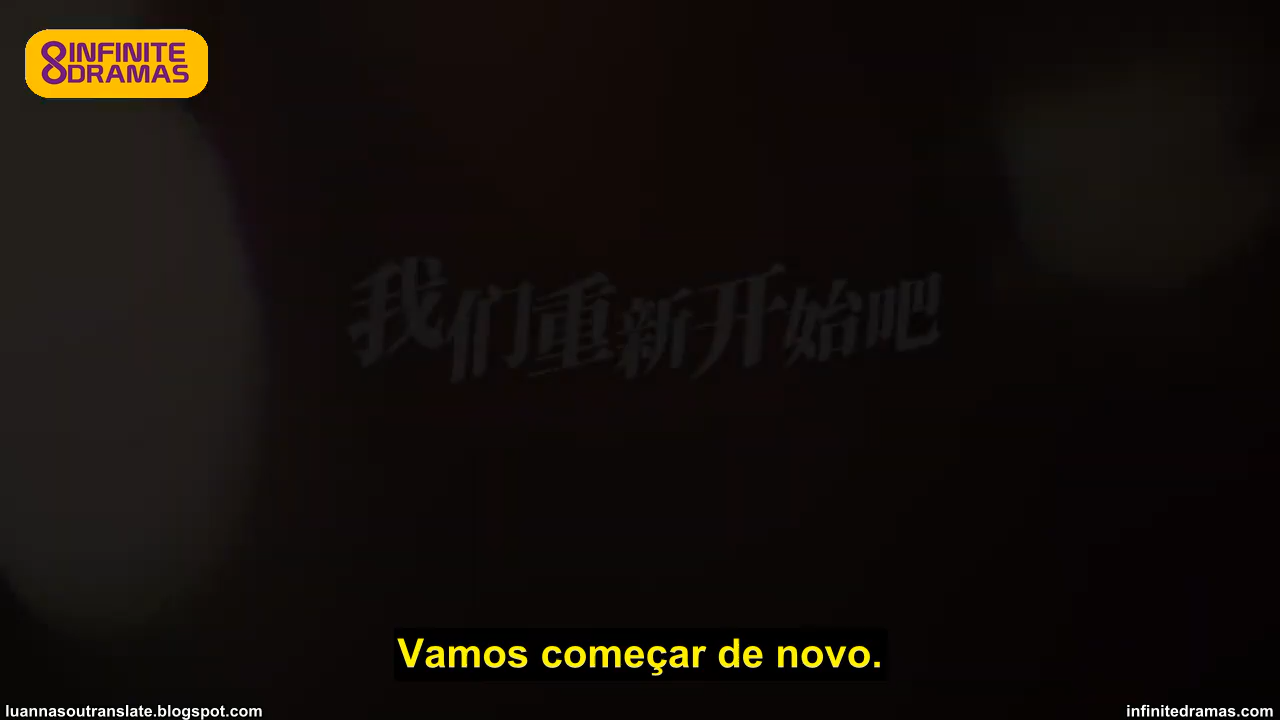 8INFINITE
DRAMAS
我们重新开始吧
Vamos começar de novo.
luannasoutranslate.blogspot.com
infinitedramas.com